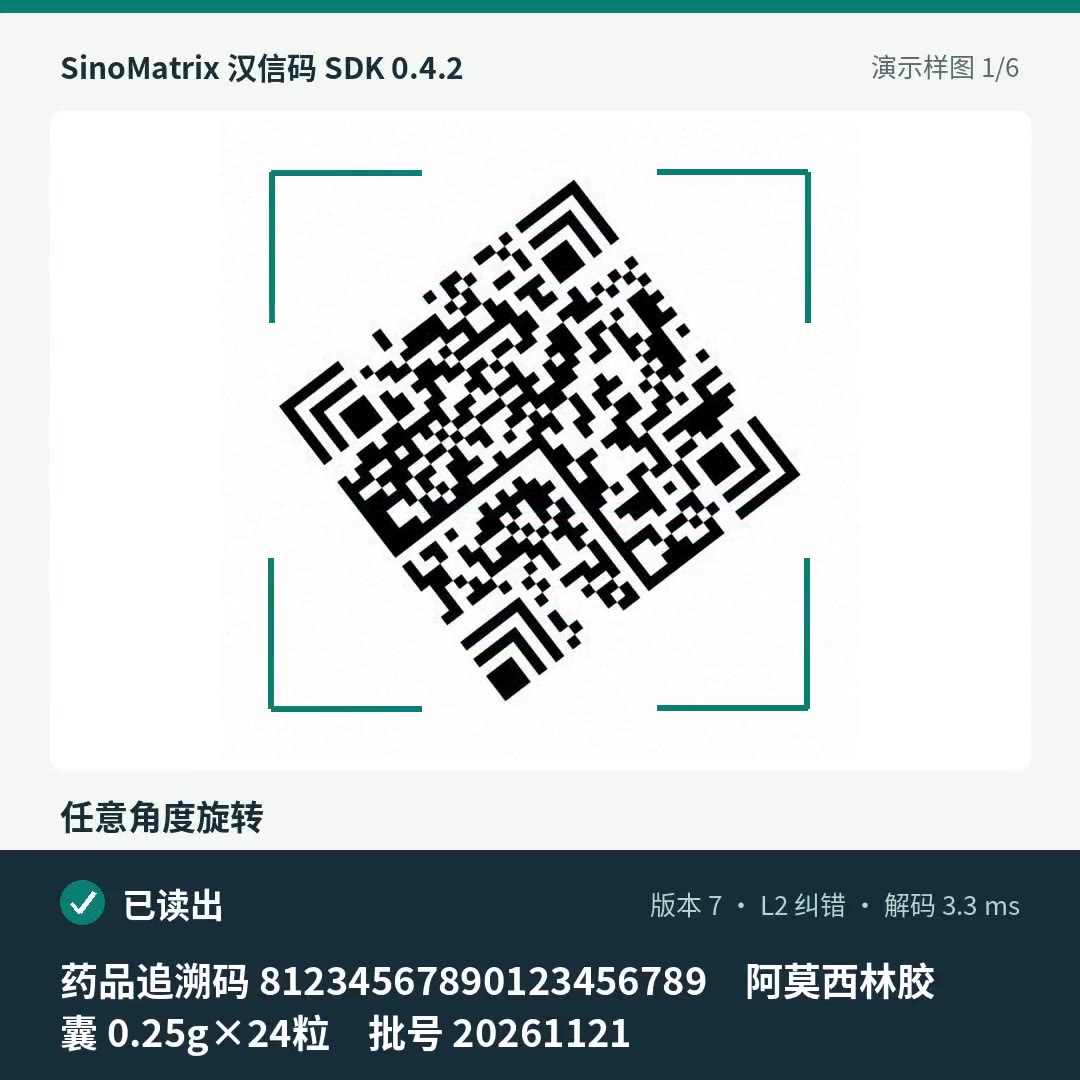 SinoMatrix 汉信码 SDK 0.4.2
演示样图 1/6
任意角度旋转
已读出
版本 7 · L2 纠错 · 解码 3.3 ms
药品追溯码 81234567890123456789　阿莫西林胶
囊 0.25g×24粒　批号 20261121